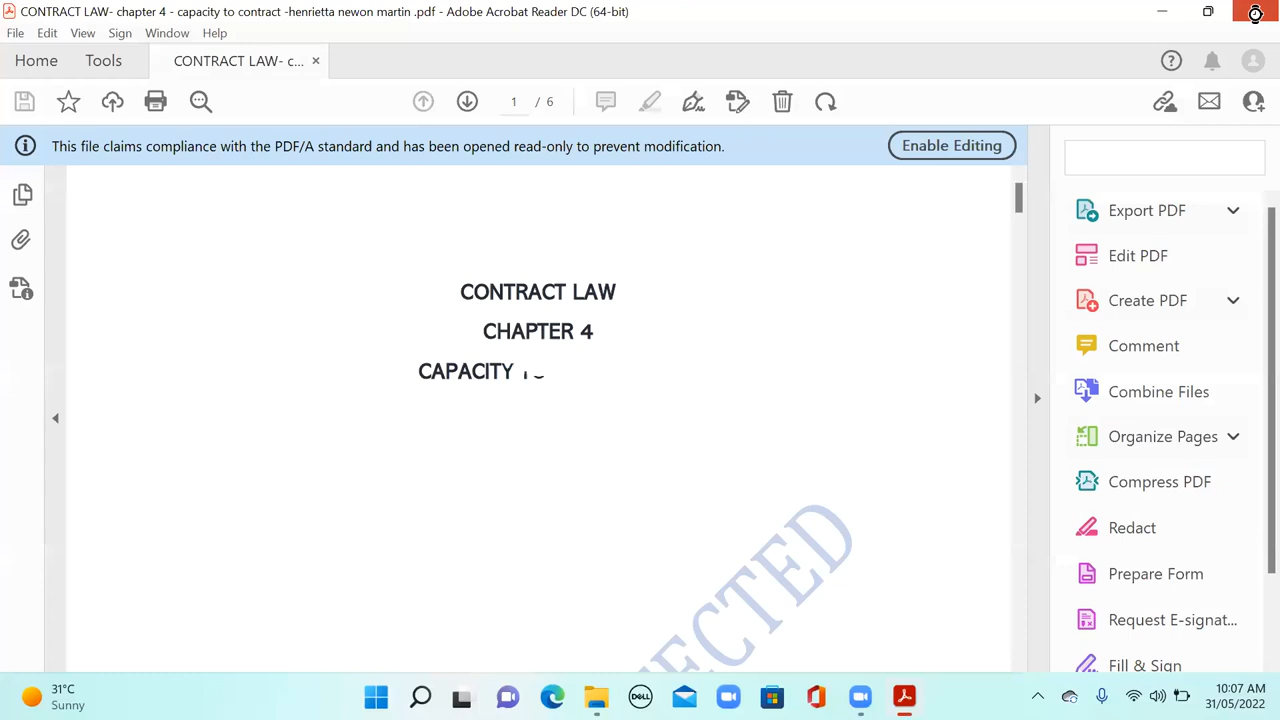 CONTRACT LAW- chapter 4 - capacity to contract -henrietta newon martin .pdf - Adobe Acrobat Reader DC (64-bit)
File Edit View Sign Window Help
Home Tools CONTRACT LAW- c...
1 / 6
This file claims compliance with the PDF/A standard and has been opened read-only to prevent modification.
Enable Editing
CONTRACT LAW
CHAPTER 4
CAPACITY
Export PDF
Edit PDF
Create PDF
Comment
Combine Files
Organize Pages
Compress PDF
Redact
Prepare Form
Request E-signat...
Fill & Sign
31°C
Sunny
DELL
10:07 AM
31/05/2022